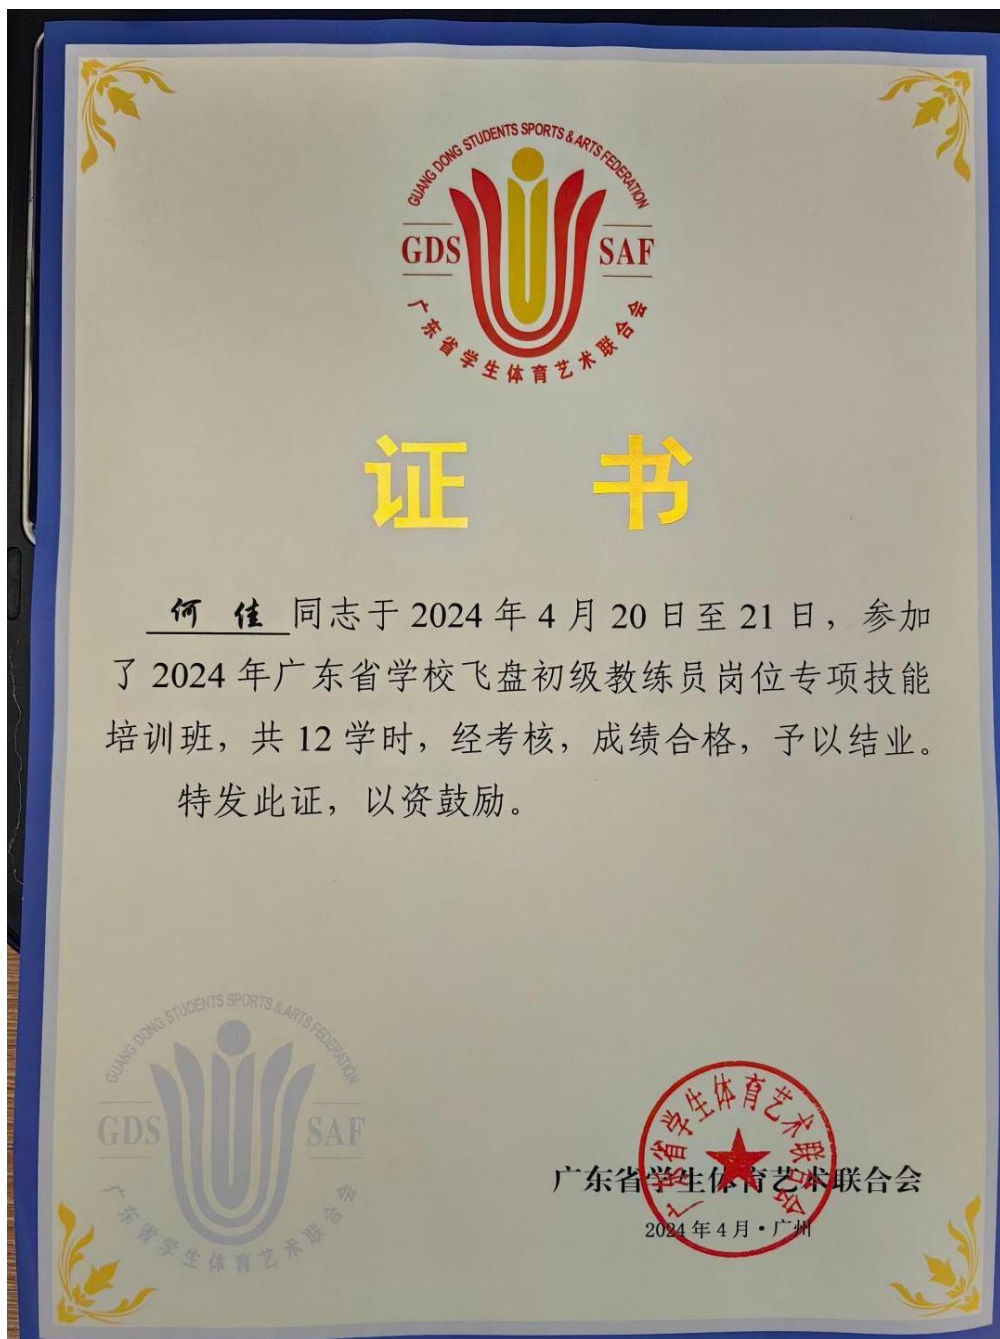 GUANG DONG STUDENTS SPORTS & ARTS FEDERATION
GDS SAF
广东省学生体育艺术联合会
证 书
何 佳 同志于 2024 年 4 月 20 日至 21 日，参加
了 2024 年广东省学校飞盘初级教练员岗位专项技能
培训班，共 12 学时，经考核，成绩合格，予以结业。
特发此证，以资鼓励。
GUANG DONG STUDENTS SPORTS & ARTS FEDERATION
GDS SAF
广东省学生体育艺术联合会
广东省学生体育艺术联合会
广东省学生体育艺术联合会
2024 年 4 月·广州